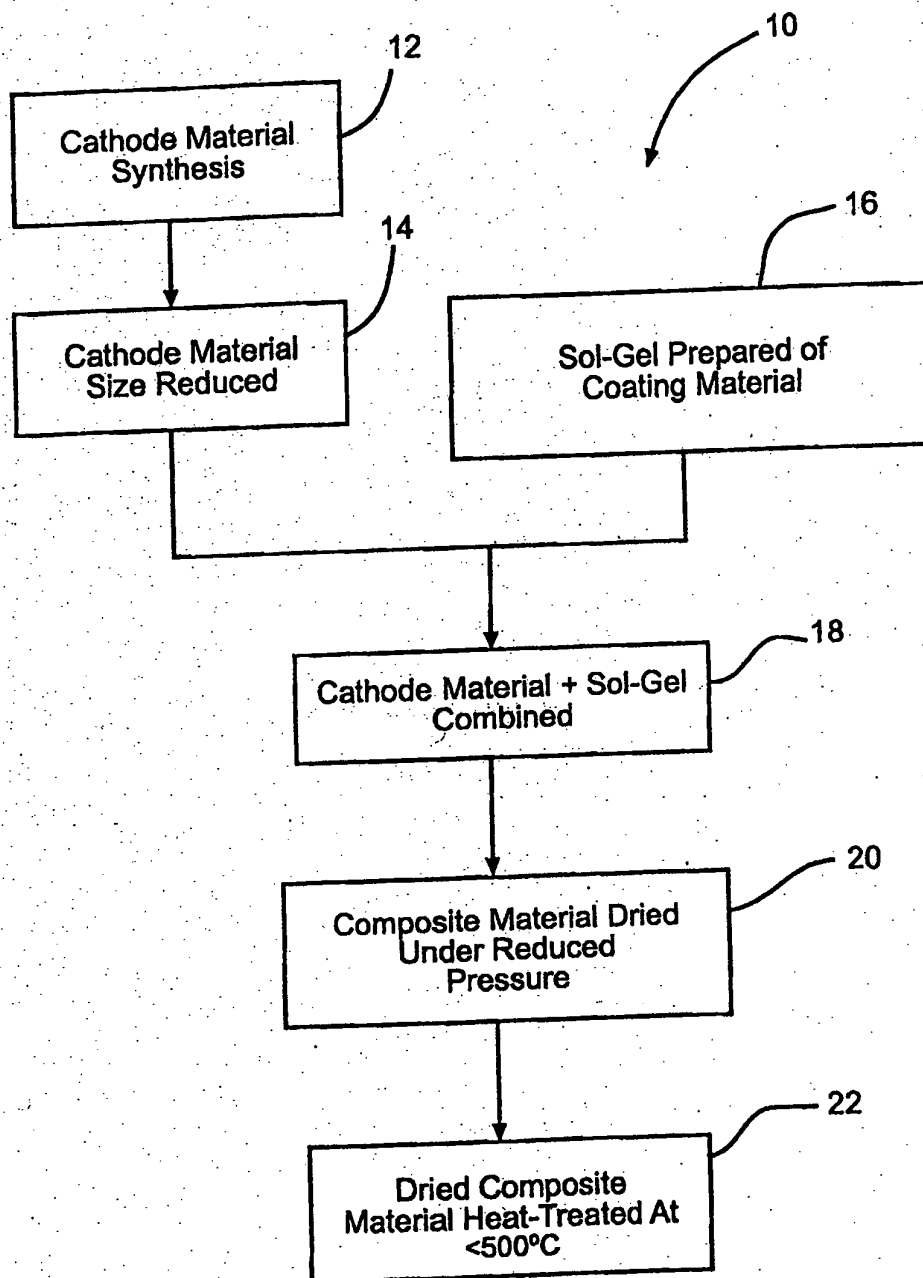 10
12
Cathode Material
Synthesis
14
Cathode Material
Size Reduced
16
Sol-Gel Prepared of
Coating Material
18
Cathode Material + Sol-Gel
Combined
20
Composite Material Dried
Under Reduced
Pressure
22
Dried Composite
Material Heat-Treated At
<500ºC